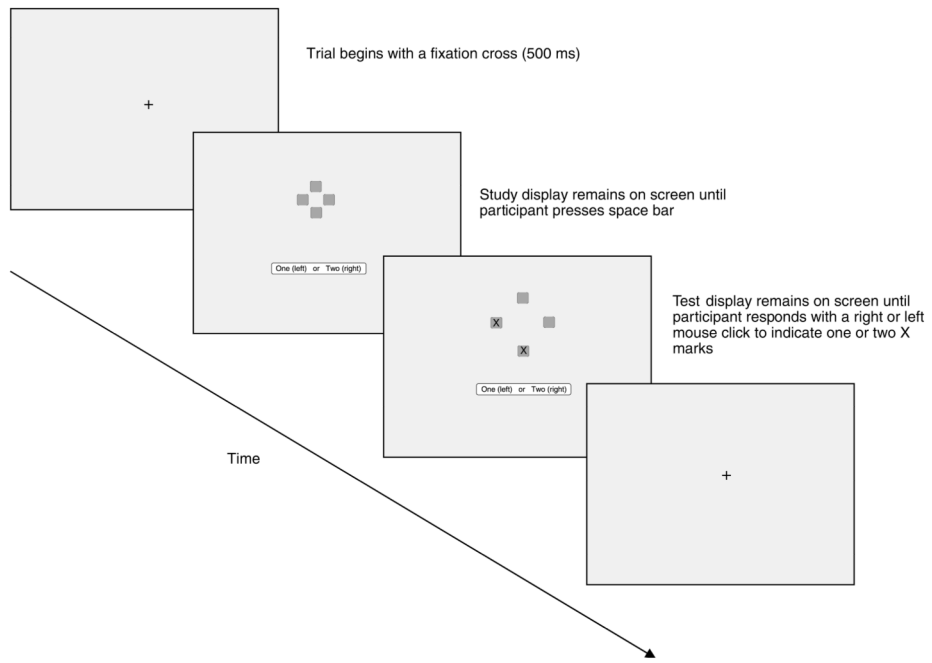 +
Trial begins with a fixation cross (500 ms)
Study display remains on screen until
participant presses space bar
One (left) or Two (right)
Test display remains on screen until
participant responds with a right or left
mouse click to indicate one or two X
marks
X
X
One (left) or Two (right)
Time
+